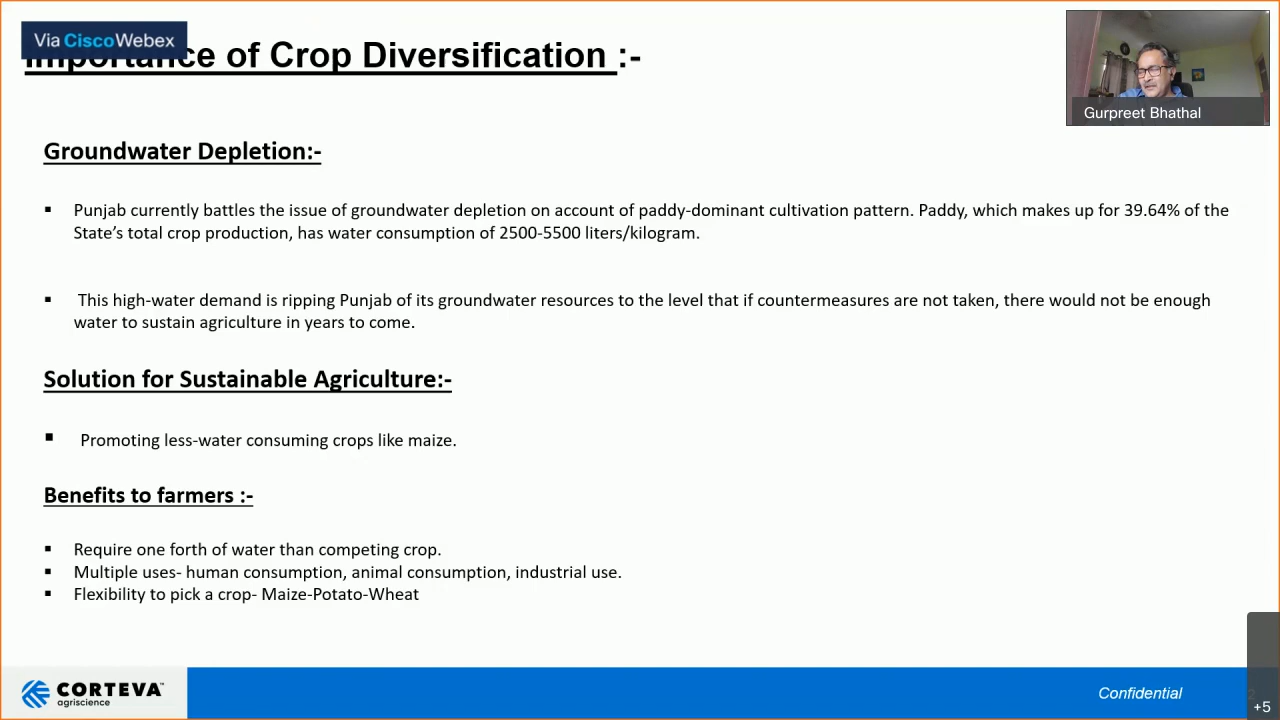 Via CiscoWebex
Importance of Crop Diversification :-
Gurpreet Bhathal
Groundwater Depletion:-
▪ Punjab currently battles the issue of groundwater depletion on account of paddy-dominant cultivation pattern. Paddy, which makes up for 39.64% of the
State’s total crop production, has water consumption of 2500-5500 liters/kilogram.
▪ This high-water demand is ripping Punjab of its groundwater resources to the level that if countermeasures are not taken, there would not be enough
water to sustain agriculture in years to come.
Solution for Sustainable Agriculture:-
▪ Promoting less-water consuming crops like maize.
Benefits to farmers :-
▪ Require one forth of water than competing crop.
▪ Multiple uses- human consumption, animal consumption, industrial use.
▪ Flexibility to pick a crop- Maize-Potato-Wheat
CORTEVA™
agriscience
Confidential
2
+5